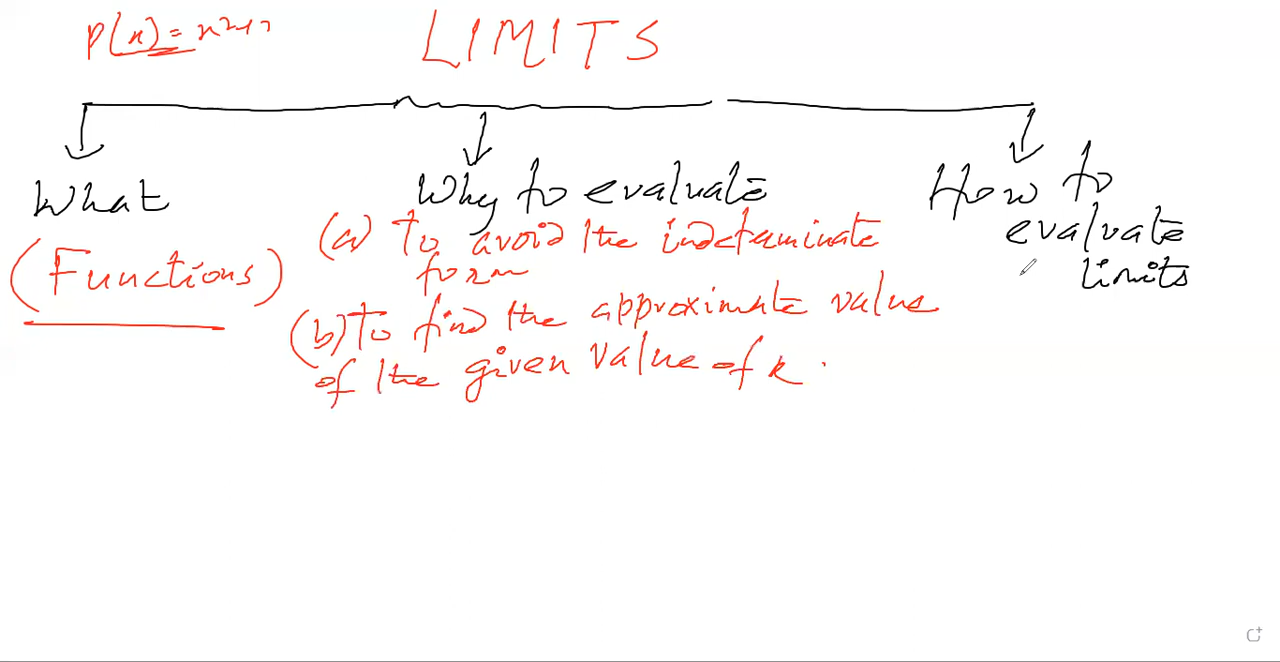 P(x) = x²+7
LIMITS
What
(Functions)
Why to evaluate
(a) To avoid the indeterminate
form
(b) To find the approximate value
of the given value of x.
How to
evaluate
limits